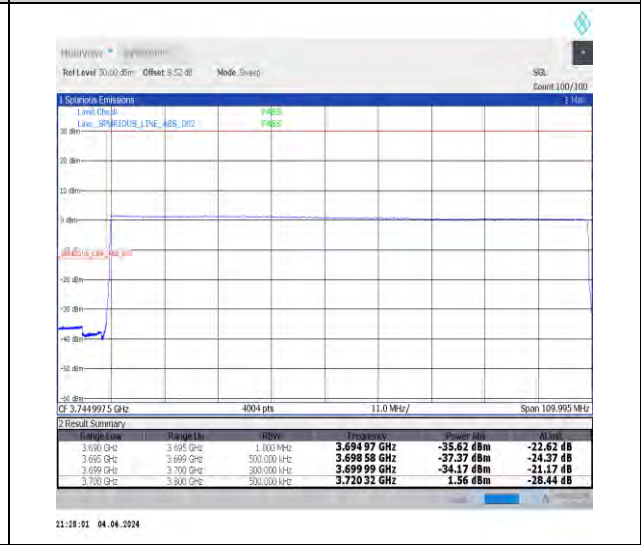 MultiView
Ref Level 30.00 dBm Offset 9.52 dB Mode Sweep SGL
Count 100/100
1 Spurious Emissions
Limit Check PASS
Line _SPURIOUS_LINE_ABS_002 PASS
30 dBm
20 dBm
10 dBm
0 dBm
_SPURIOUS_LINE_ABS_002
-20 dBm
-30 dBm
-40 dBm
-50 dBm
-60 dBm
CF 3.7449975 GHz 4004 pts 11.0 MHz/ Span 109.995 MHz
2 Result Summary
Range Low Range Up RBW Frequency Power Abs ΔLimit
3.690 GHz 3.695 GHz 1.000 MHz 3.694 97 GHz -35.62 dBm -22.62 dB
3.695 GHz 3.699 GHz 500.000 kHz 3.698 58 GHz -37.37 dBm -24.37 dB
3.699 GHz 3.700 GHz 300.000 kHz 3.699 99 GHz -34.17 dBm -21.17 dB
3.700 GHz 3.800 GHz 500.000 kHz 3.720 32 GHz 1.56 dBm -28.44 dB
21:28:01 04.04.2024